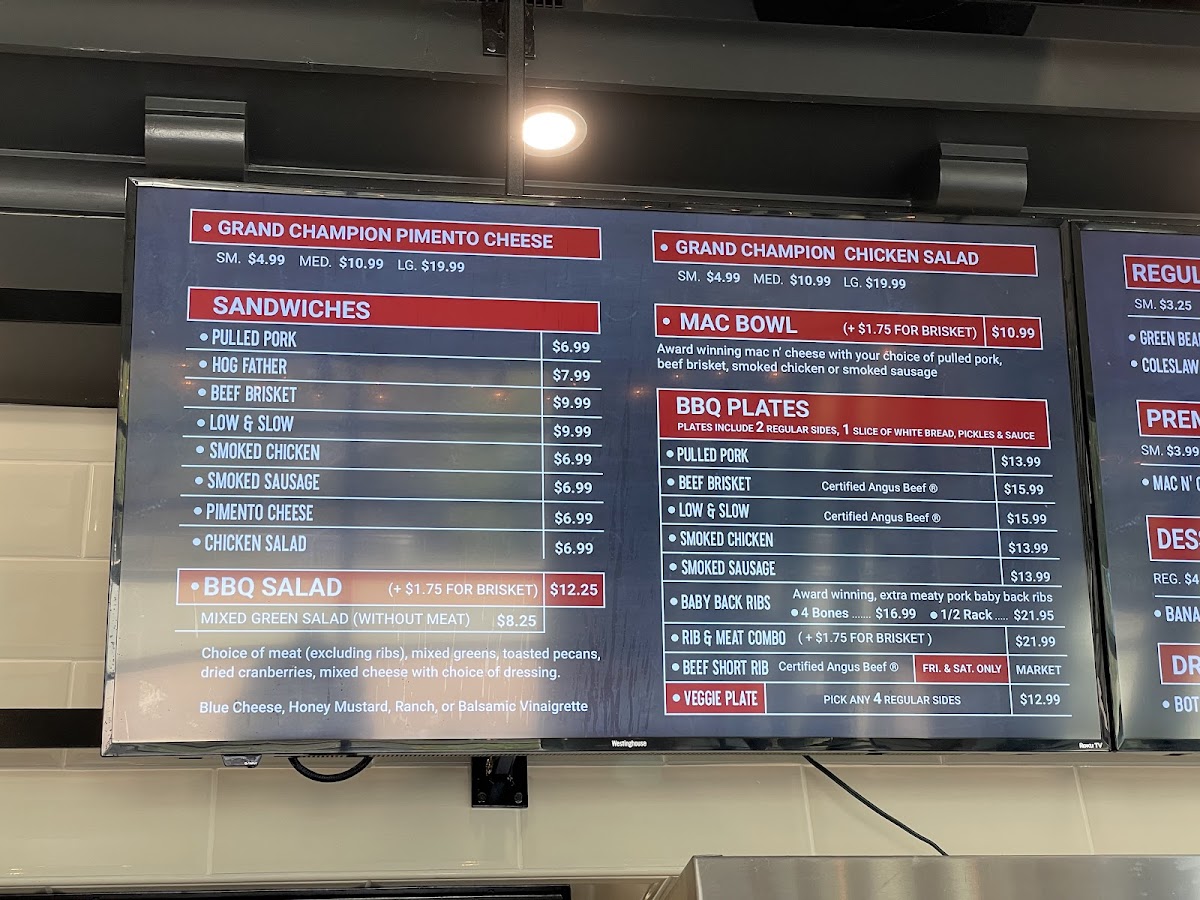 • GRAND CHAMPION PIMENTO CHEESE
SM. $4.99 MED. $10.99 LG. $19.99
SANDWICHES
• PULLED PORK $6.99
• HOG FATHER $7.99
• BEEF BRISKET $9.99
• LOW & SLOW $9.99
• SMOKED CHICKEN $6.99
• SMOKED SAUSAGE $6.99
• PIMENTO CHEESE $6.99
• CHICKEN SALAD $6.99
• BBQ SALAD (+ $1.75 FOR BRISKET) $12.25
MIXED GREEN SALAD (WITHOUT MEAT) $8.25
Choice of meat (excluding ribs), mixed greens, toasted pecans,
dried cranberries, mixed cheese with choice of dressing.
Blue Cheese, Honey Mustard, Ranch, or Balsamic Vinaigrette
• GRAND CHAMPION CHICKEN SALAD
SM. $4.99 MED. $10.99 LG. $19.99
• MAC BOWL (+ $1.75 FOR BRISKET) $10.99
Award winning mac n' cheese with your choice of pulled pork,
beef brisket, smoked chicken or smoked sausage
BBQ PLATES
PLATES INCLUDE 2 REGULAR SIDES, 1 SLICE OF WHITE BREAD, PICKLES & SAUCE
• PULLED PORK $13.99
• BEEF BRISKET Certified Angus Beef ® $15.99
• LOW & SLOW Certified Angus Beef ® $15.99
• SMOKED CHICKEN $13.99
• SMOKED SAUSAGE $13.99
• BABY BACK RIBS Award winning, extra meaty pork baby back ribs
• 4 Bones ....... $16.99 • 1/2 Rack ..... $21.95
• RIB & MEAT COMBO ( + $1.75 FOR BRISKET ) $21.99
• BEEF SHORT RIB Certified Angus Beef ® FRI. & SAT. ONLY MARKET
• VEGGIE PLATE PICK ANY 4 REGULAR SIDES $12.99
Westinghouse
Roku TV
REGUL
SM. $3.25
• GREEN BEA
• COLESLAW
PREM
SM. $3.99
• MAC N'
DESS
REG. $4
• BANA
DR
• BOT